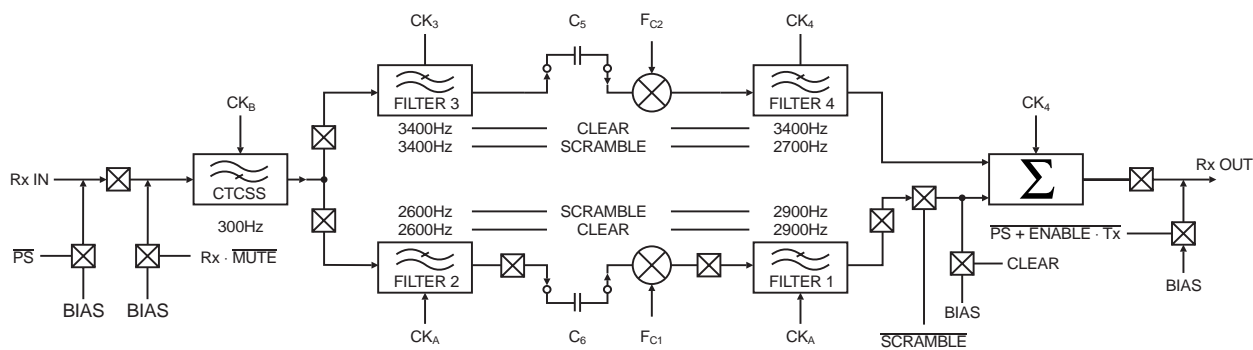 CK3 C5 FC2 CK4
FILTER 3 FILTER 4
CKB CK4
3400Hz CLEAR 3400Hz
3400Hz SCRAMBLE 2700Hz
Rx IN Rx OUT
CTCSS Σ
300Hz
2600Hz SCRAMBLE 2900Hz
2600Hz CLEAR 2900Hz
PS Rx · MUTE PS + ENABLE · Tx
FILTER 2 FILTER 1 CLEAR
BIAS BIAS BIAS BIAS
CKA C6 FC1 CKA
SCRAMBLE